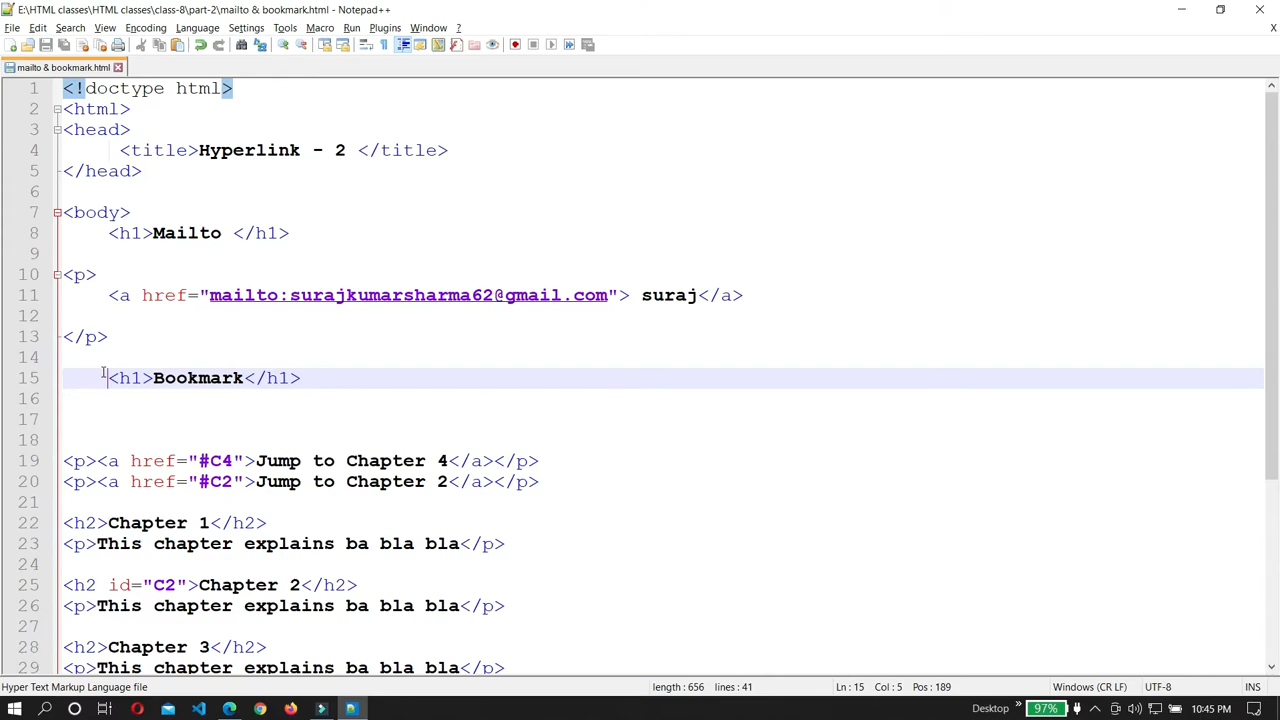 E:\HTML classes\HTML classes\class-8\part-2\mailto & bookmark.html - Notepad++
File Edit Search View Encoding Language Settings Tools Macro Run Plugins Window ? X
mailto & bookmark.html
1 <!doctype html>
2 <html>
3 <head>
4 <title>Hyperlink - 2 </title>
5 </head>
6
7 <body>
8 <h1>Mailto </h1>
9
10 <p>
11 <a href="mailto:surajkumarsharma62@gmail.com"> suraj</a>
12
13 </p>
14
15 <h1>Bookmark</h1>
16
17
18
19 <p><a href="#C4">Jump to Chapter 4</a></p>
20 <p><a href="#C2">Jump to Chapter 2</a></p>
21
22 <h2>Chapter 1</h2>
23 <p>This chapter explains ba bla bla</p>
24
25 <h2 id="C2">Chapter 2</h2>
26 <p>This chapter explains ba bla bla</p>
27
28 <h2>Chapter 3</h2>
29 <p>This chapter explains ba bla bla</p>
Hyper Text Markup Language file length : 656 lines : 41 Ln : 15 Col : 5 Pos : 189 Windows (CR LF) UTF-8 INS
Desktop 97% 10:45 PM